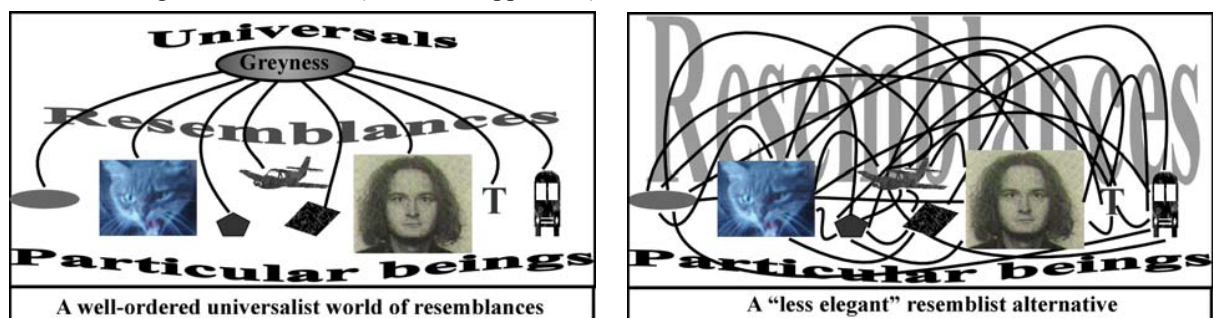 Universals
Greyness
Resemblances
T
Particular beings
A well-ordered universalist world of resemblances
Resemblances
T
Particular beings
A “less elegant” resemblist alternative